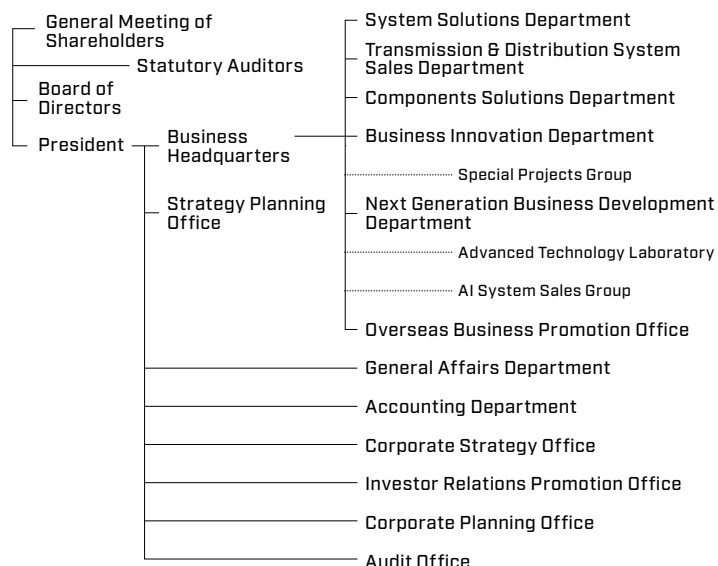 General Meeting of
Shareholders
Statutory Auditors
Board of
Directors
President
Business
Headquarters
Strategy Planning
Office
System Solutions Department
Transmission & Distribution System
Sales Department
Components Solutions Department
Business Innovation Department
Special Projects Group
Next Generation Business Development
Department
Advanced Technology Laboratory
AI System Sales Group
Overseas Business Promotion Office
General Affairs Department
Accounting Department
Corporate Strategy Office
Investor Relations Promotion Office
Corporate Planning Office
Audit Office